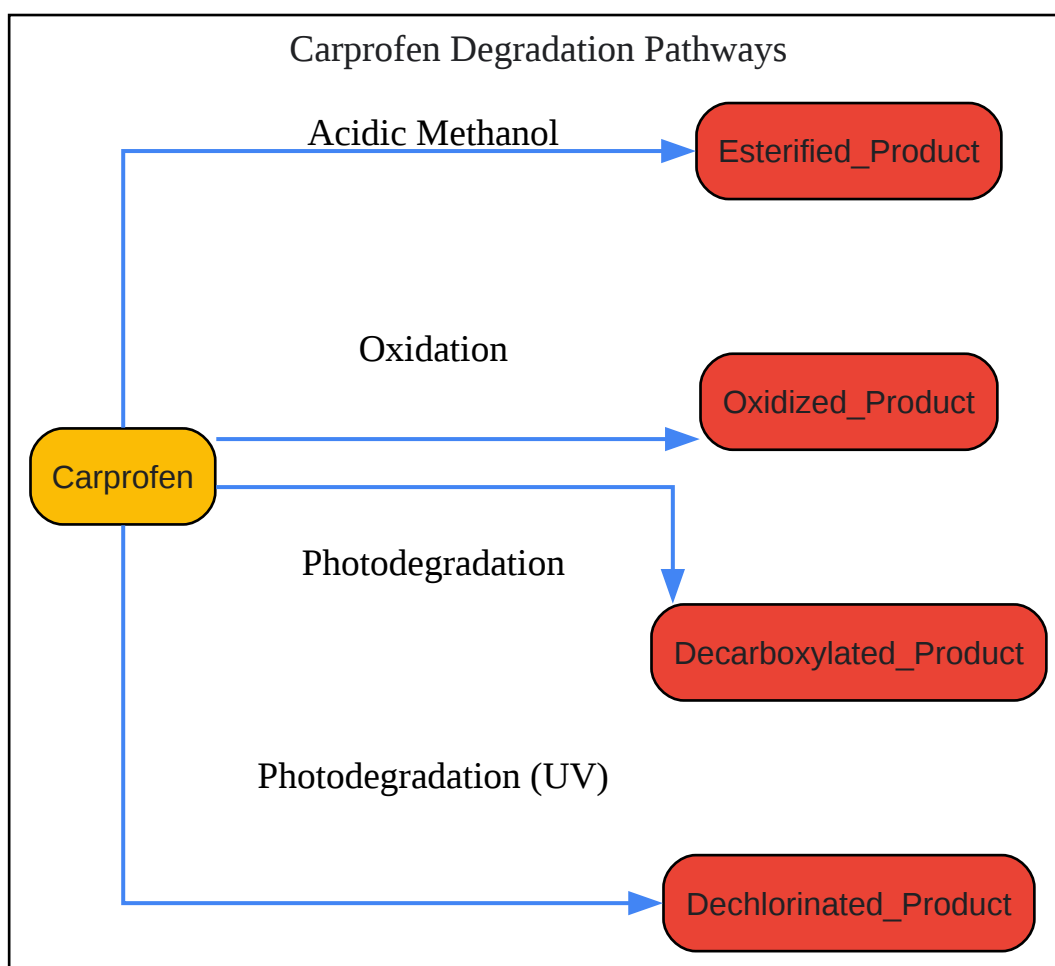 Carprofen Degradation Pathways
Acidic Methanol
Esterified_Product
Oxidation
Oxidized_Product
Carprofen
Photodegradation
Decarboxylated_Product
Photodegradation (UV)
Dechlorinated_Product